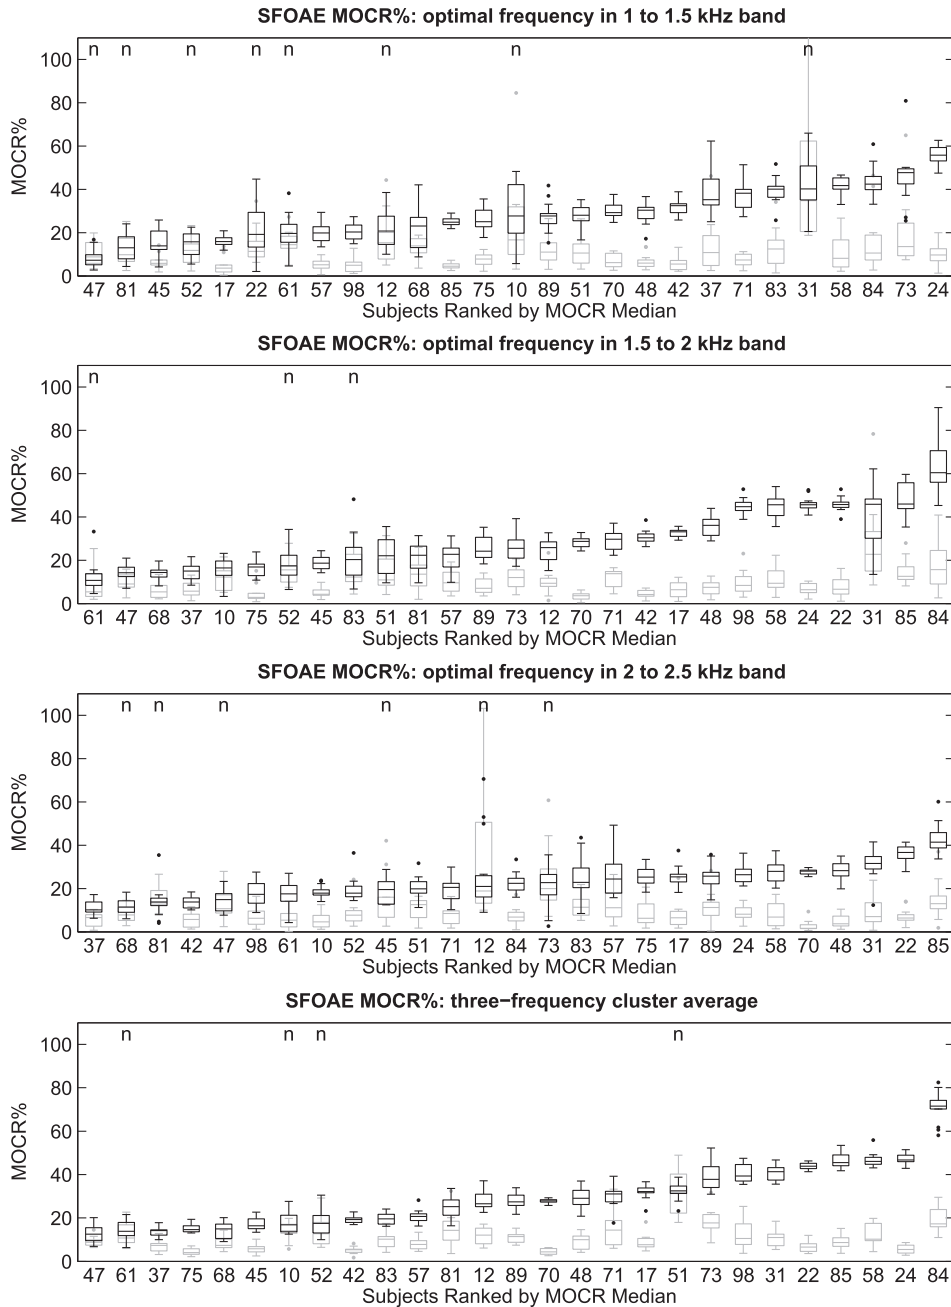 SFOAE MOCR%: optimal frequency in 1 to 1.5 kHz band
n n n n n n n n
100
80
60
40
20
0
MOCR%
47 81 45 52 17 22 61 57 98 12 68 85 75 10 89 51 70 48 42 37 71 83 31 58 84 73 24
Subjects Ranked by MOCR Median
SFOAE MOCR%: optimal frequency in 1.5 to 2 kHz band
n n n
100
80
60
40
20
0
MOCR%
61 47 68 37 10 75 52 45 83 51 81 57 89 73 12 70 71 42 17 48 98 58 24 22 31 85 84
Subjects Ranked by MOCR Median
SFOAE MOCR%: optimal frequency in 2 to 2.5 kHz band
n n n n n n
100
80
60
40
20
0
MOCR%
37 68 81 42 47 98 61 10 52 45 51 71 12 84 73 83 57 75 17 89 24 58 70 48 31 22 85
Subjects Ranked by MOCR Median
SFOAE MOCR%: three−frequency cluster average
n n n n
100
80
60
40
20
0
MOCR%
47 61 37 75 68 45 10 52 42 83 57 81 12 89 70 48 71 17 51 73 98 31 22 85 58 24 84
Subjects Ranked by MOCR Median